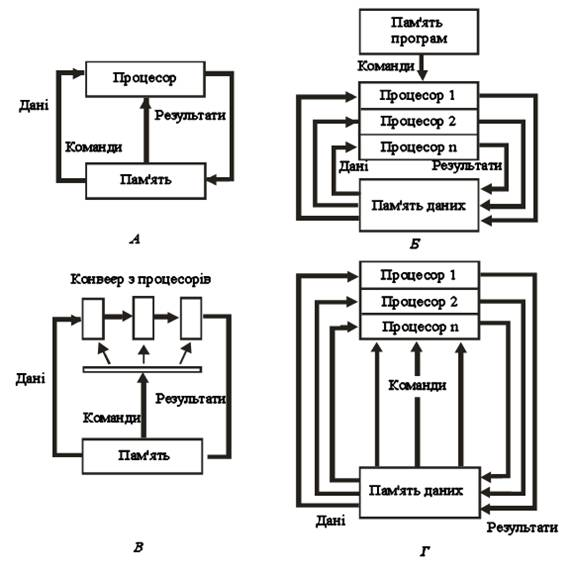 Процесор
Дані
Результати
Команди
Пам'ять
А
Пам'ять
програм
Команди
Процесор 1
Процесор 2
Процесор n
Дані
Результати
Пам'ять даних
Б
Конвеєр з процесорів
Дані
Результати
Команди
Пам'ять
В
Процесор 1
Процесор 2
Процесор n
Команди
Пам'ять даних
Дані
Результати
Г